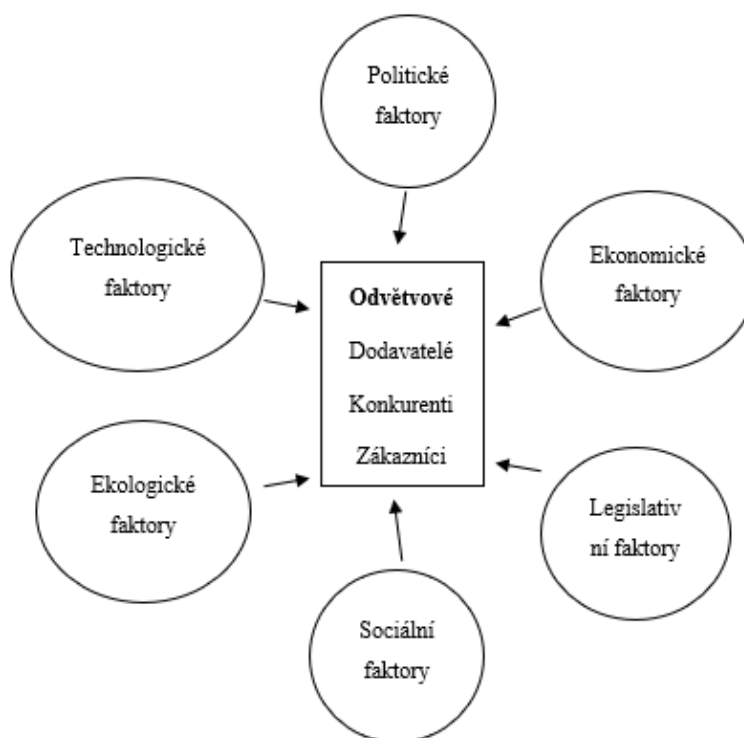 Politické
faktory
Technologické
faktory
Ekonomické
faktory
Odvětvové
Dodavatelé
Konkurenti
Zákazníci
Ekologické
faktory
Legislativ
ní faktory
Sociální
faktory